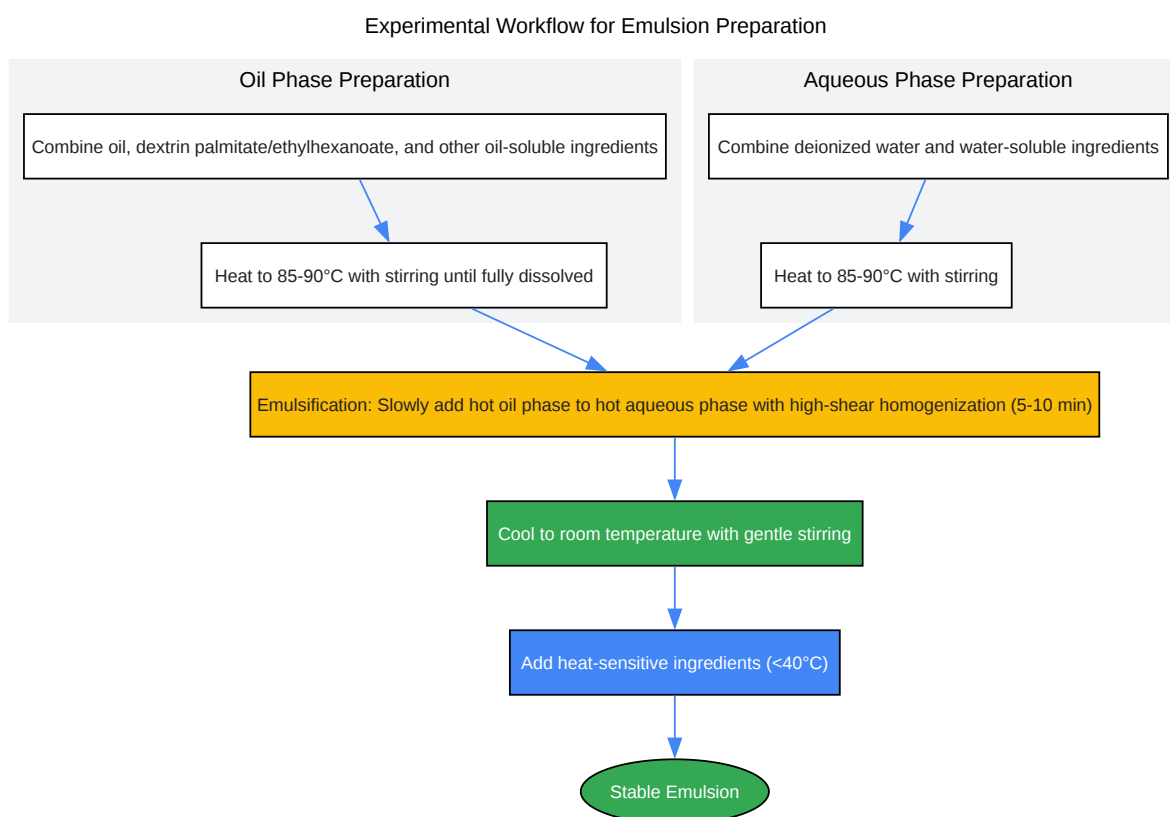 Experimental Workflow for Emulsion Preparation
Oil Phase Preparation
Aqueous Phase Preparation
Combine oil, dextrin palmitate/ethylhexanoate, and other oil-soluble ingredients
Combine deionized water and water-soluble ingredients
Heat to 85-90°C with stirring until fully dissolved
Heat to 85-90°C with stirring
Emulsification: Slowly add hot oil phase to hot aqueous phase with high-shear homogenization (5-10 min)
Cool to room temperature with gentle stirring
Add heat-sensitive ingredients (<40°C)
Stable Emulsion